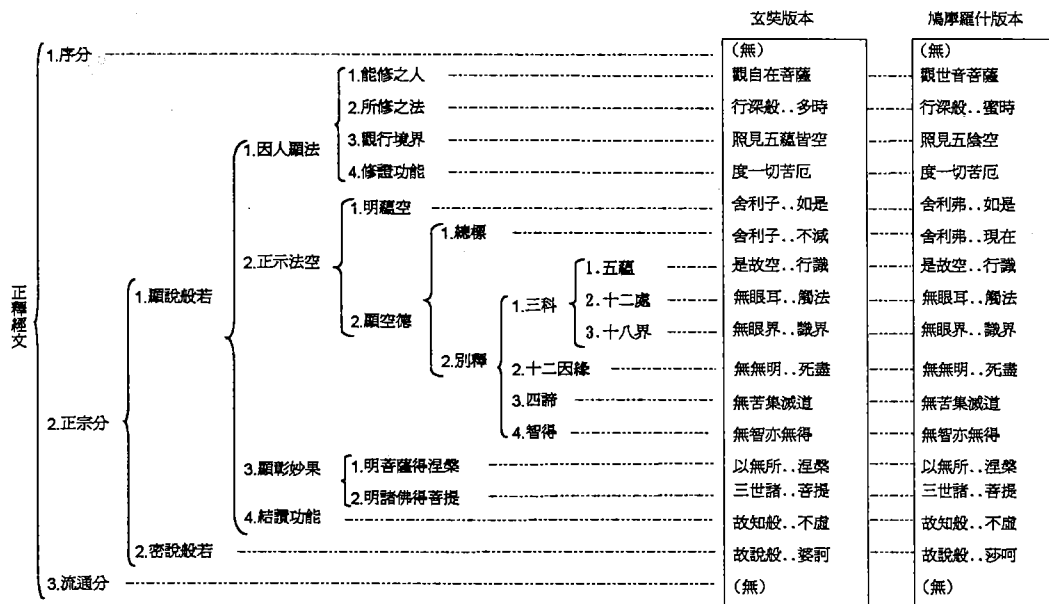 玄奘版本 鳩摩羅什版本
正釋經文
1.序分 (無) (無)
1.能修之人 觀自在菩薩 觀世音菩薩
2.所修之法 行深般..多時 行深般..蜜時
1.因人顯法
3.觀行境界 照見五蘊皆空 照見五陰空
4.修證功能 度一切苦厄 度一切苦厄
1.明蘊空 舍利子..如是 舍利弗..如是
1.總標 舍利子..不減 舍利弗..現在
2.正示法空
1.五蘊 是故空..行識 是故空..行識
1.顯說般若
1.三科 2.十二處 無眼耳..觸法 無眼耳..觸法
2.顯空德
3.十八界 無眼界..識界 無眼界..識界
2.別釋
2.十二因緣 無無明..死盡 無無明..死盡
3.四諦 無苦集滅道 無苦集滅道
2.正宗分
4.智得 無智亦無得 無智亦無得
3.顯彰妙果 1.明菩薩得涅槃 以無所..涅槃 以無所..涅槃
2.明諸佛得菩提 三世諸..菩提 三世諸..菩提
4.結讚功能 故知般..不虛 故知般..不虛
2.密說般若 故說般..婆訶 故說般..莎呵
3.流通分 (無) (無)